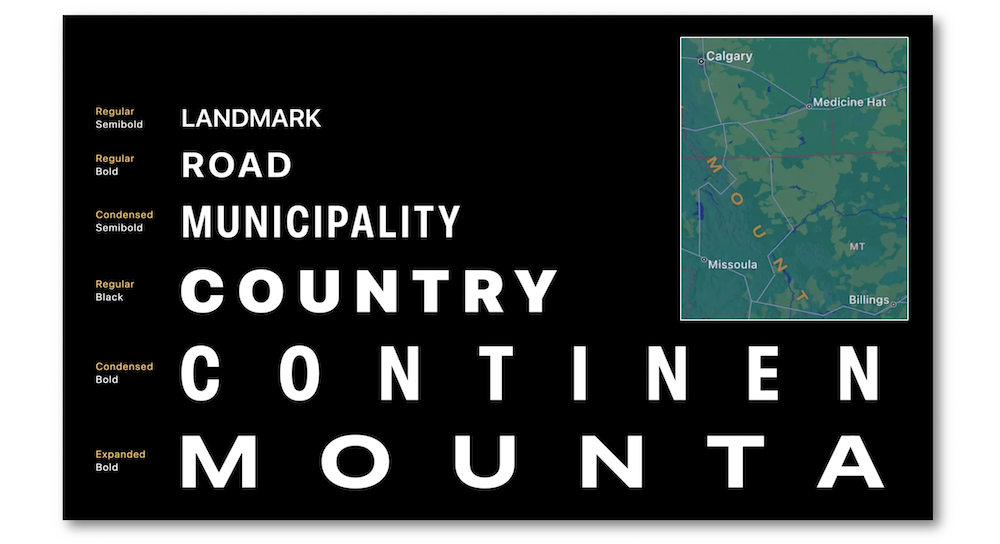 Regular
Semibold
LANDMARK
Regular
Bold
ROAD
Condensed
Semibold
MUNICIPALITY
Regular
Black
COUNTRY
Condensed
Bold
CONTINEN
Expanded
Bold
MOUNTA
Calgary
Medicine Hat
MOUNT
MT
Missoula
Billings